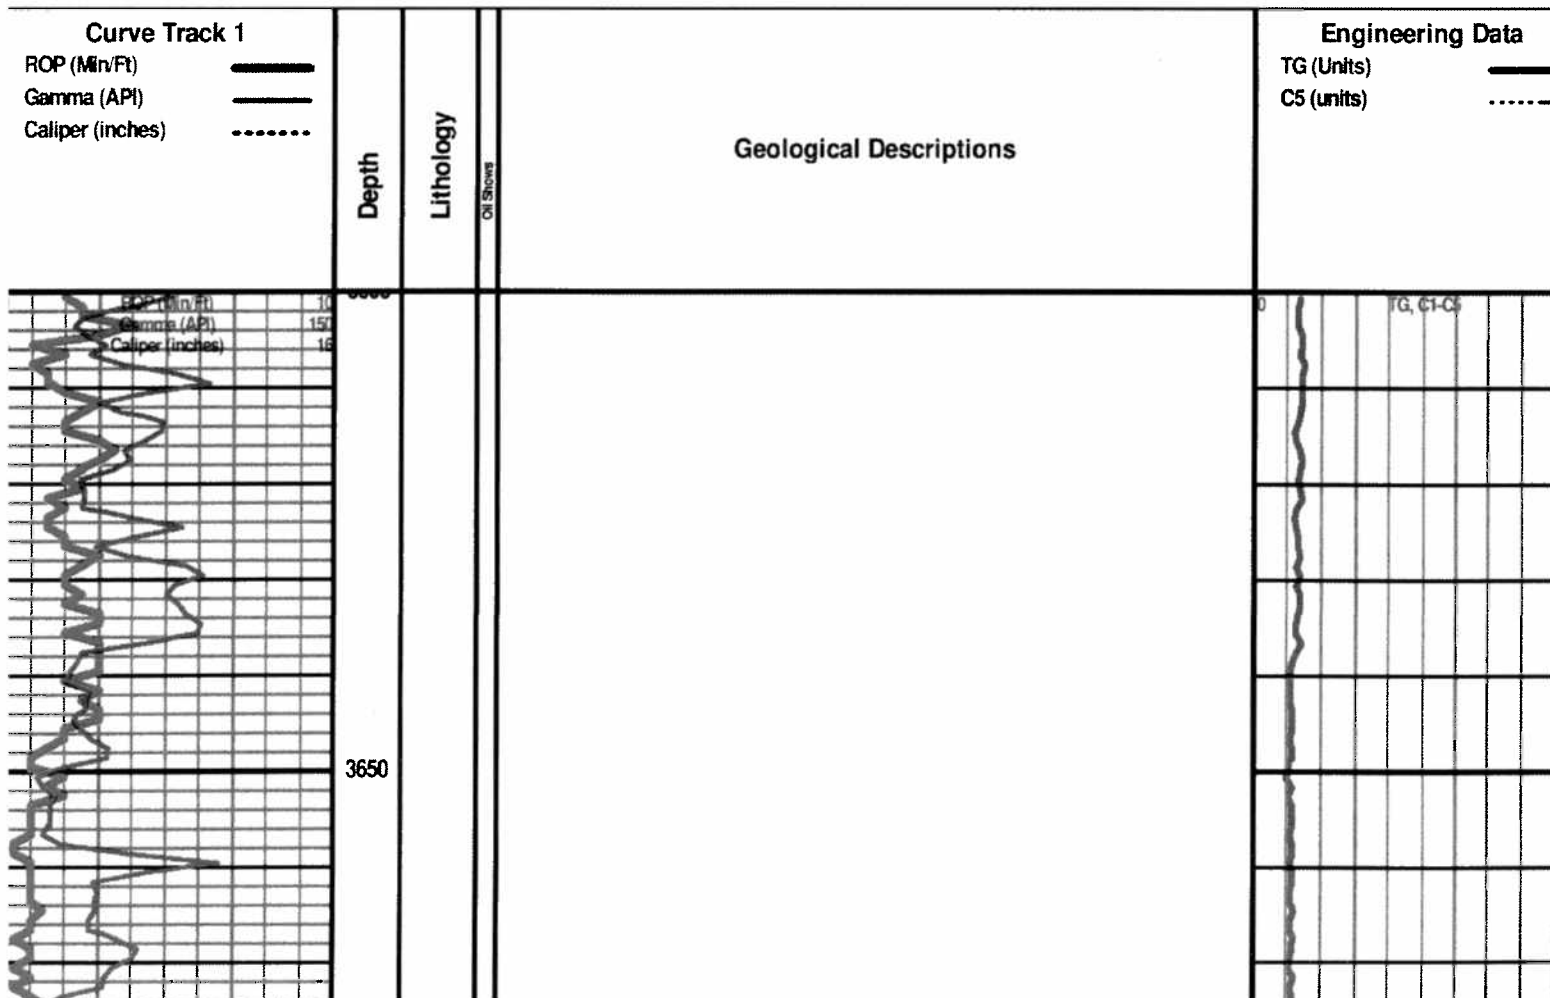 Curve Track 1
ROP (Min/Ft)
Gamma (API)
Caliper (inches)
Depth
Lithology
Oil Shows
Geological Descriptions
Engineering Data
TG (Units)
C5 (units)
ROP (Min/Ft) 10
Gamma (API) 150
Caliper (inches) 16
0 TG, C1-C5
3650